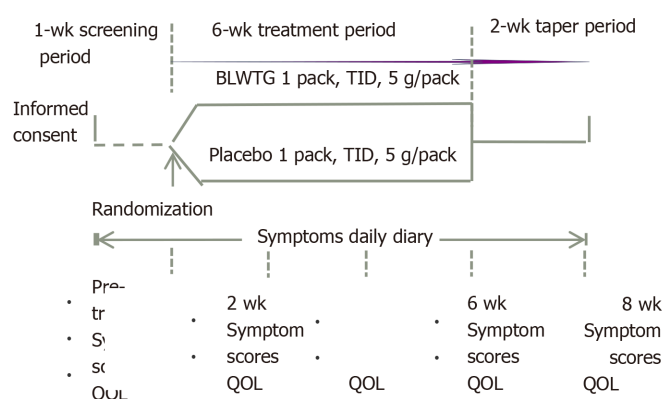 1-wk screening period
6-wk treatment period
2-wk taper period
BLWTG 1 pack, TID, 5 g/pack
Informed consent
Placebo 1 pack, TID, 5 g/pack
Randomization
Symptoms daily diary
Pre-
2 wk
Symptom
scores
QOL
QOL
6 wk
Symptom
scores
QOL
8 wk
Symptom
scores
QOL